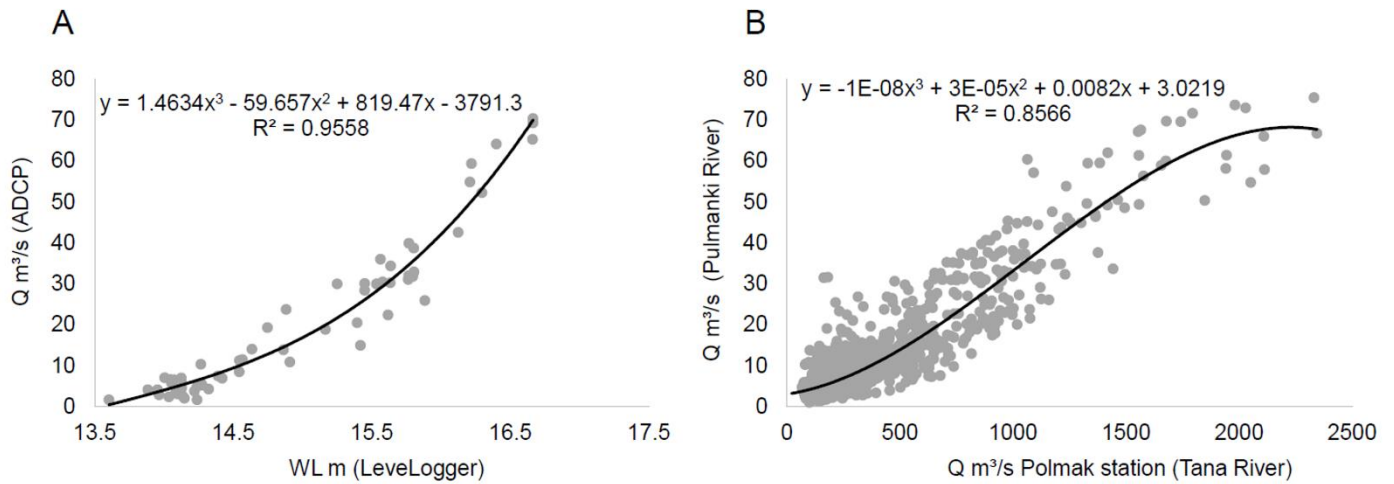 A
y = 1.4634x³ - 59.657x² + 819.47x - 3791.3
R² = 0.9558
Q m³/s (ADCP)
80
70
60
50
40
30
20
10
0
13.5 14.5 15.5 16.5 17.5
WL m (LeveLogger)
B
y = -1E-08x³ + 3E-05x² + 0.0082x + 3.0219
R² = 0.8566
Q m³/s (Pulmanki River)
80
70
60
50
40
30
20
10
0
0 500 1000 1500 2000 2500
Q m³/s Polmak station (Tana River)